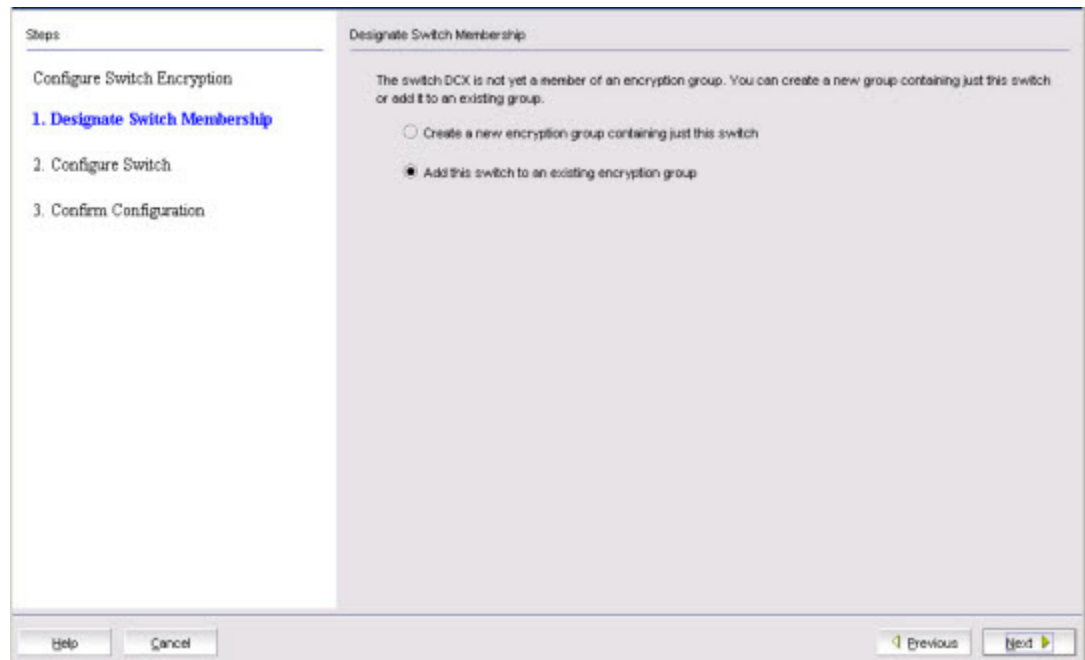 Steps
Configure Switch Encryption
1. Designate Switch Membership
2. Configure Switch
3. Confirm Configuration
Designate Switch Membership
The switch DCX is not yet a member of an encryption group. You can create a new group containing just this switch
or add it to an existing group.
Create a new encryption group containing just this switch
Add this switch to an existing encryption group
Help
Cancel
Previous
Next